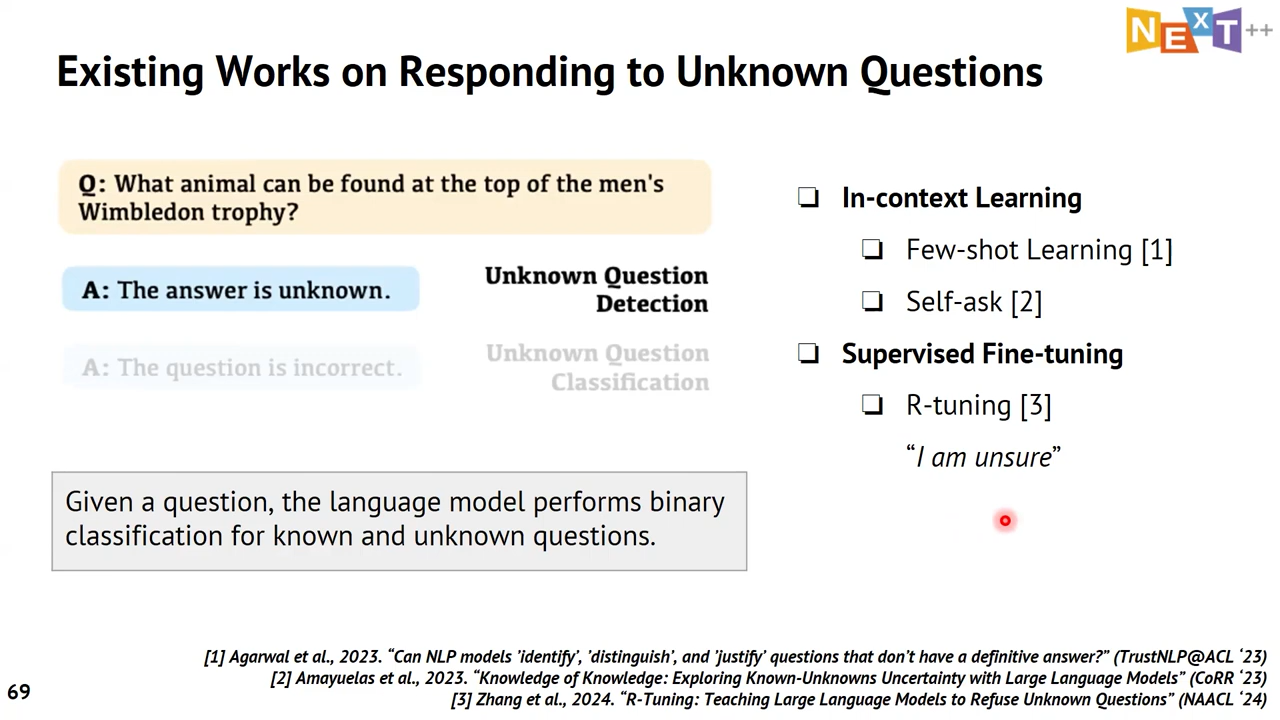 NExT++
Existing Works on Responding to Unknown Questions
Q: What animal can be found at the top of the men's
Wimbledon trophy?
A: The answer is unknown.
Unknown Question
Detection
A: The question is incorrect.
Unknown Question
Classification
Given a question, the language model performs binary
classification for known and unknown questions.
❏ In-context Learning
❏ Few-shot Learning [1]
❏ Self-ask [2]
❏ Supervised Fine-tuning
❏ R-tuning [3]
“I am unsure”
[1] Agarwal et al., 2023. “Can NLP models ’identify’, ’distinguish’, and ’justify’ questions that don’t have a definitive answer?” (TrustNLP@ACL ‘23)
[2] Amayuelas et al., 2023. “Knowledge of Knowledge: Exploring Known-Unknowns Uncertainty with Large Language Models” (CoRR ‘23)
[3] Zhang et al., 2024. “R-Tuning: Teaching Large Language Models to Refuse Unknown Questions” (NAACL ‘24)
69